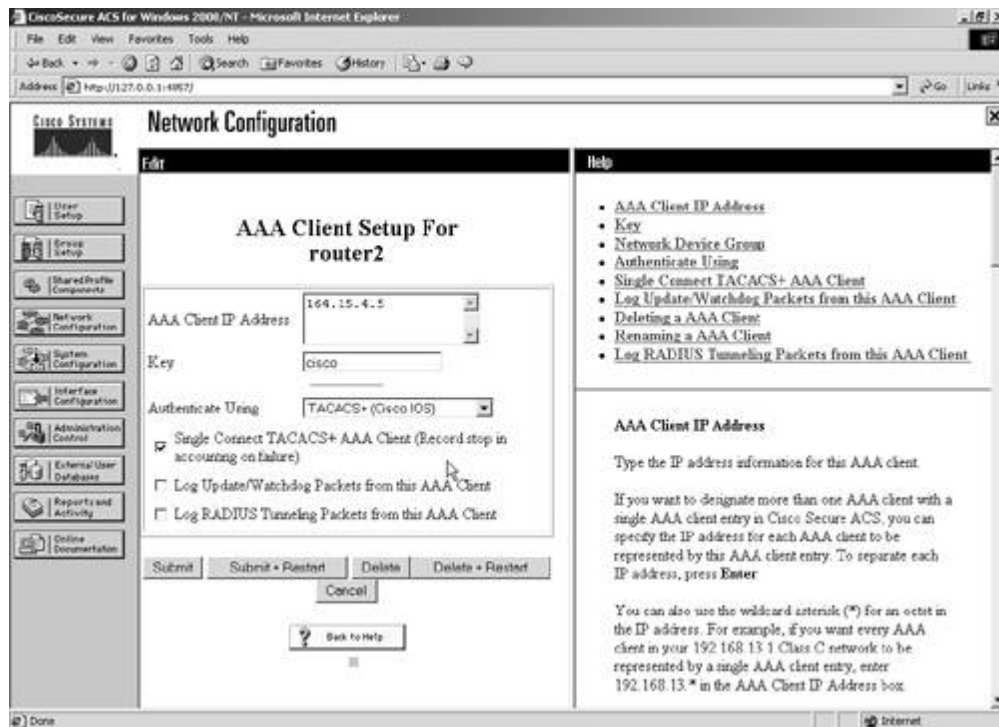 CiscoSecure ACS for Windows 2000/NT - Microsoft Internet Explorer
File Edit View Favorites Tools Help
Back Search Favorites History
Address http://127.0.0.1:4857/ Go Links
CISCO SYSTEMS
Network Configuration
User Setup
Group Setup
Shared Profile Components
Network Configuration
System Configuration
Interface Configuration
Administration Control
External User Databases
Reports and Activity
Online Documentation
Edit
AAA Client Setup For
router2
AAA Client IP Address 164.15.4.5
Key cisco
Authenticate Using TACACS+ (Cisco IOS)
Single Connect TACACS+ AAA Client (Record stop in
accounting on failure)
Log Update/Watchdog Packets from this AAA Client
Log RADIUS Tunneling Packets from this AAA Client
Submit Submit + Restart Delete Delete + Restart
Cancel
? Back to Help
Help
AAA Client IP Address
Key
Network Device Group
Authenticate Using
Single Connect TACACS+ AAA Client
Log Update/Watchdog Packets from this AAA Client
Deleting a AAA Client
Renaming a AAA Client
Log RADIUS Tunneling Packets from this AAA Client
AAA Client IP Address
Type the IP address information for this AAA client.
If you want to designate more than one AAA client with a
single AAA client entry in Cisco Secure ACS, you can
specify the IP address for each AAA client to be
represented by this AAA client entry. To separate each
IP address, press Enter
You can also use the wildcard asterisk (*) for an octet in
the IP address. For example, if you want every AAA
client in your 192.168.13.1 Class C network to be
represented by a single AAA client entry, enter
192.168.13.* in the AAA Client IP Address box.
Done Internet